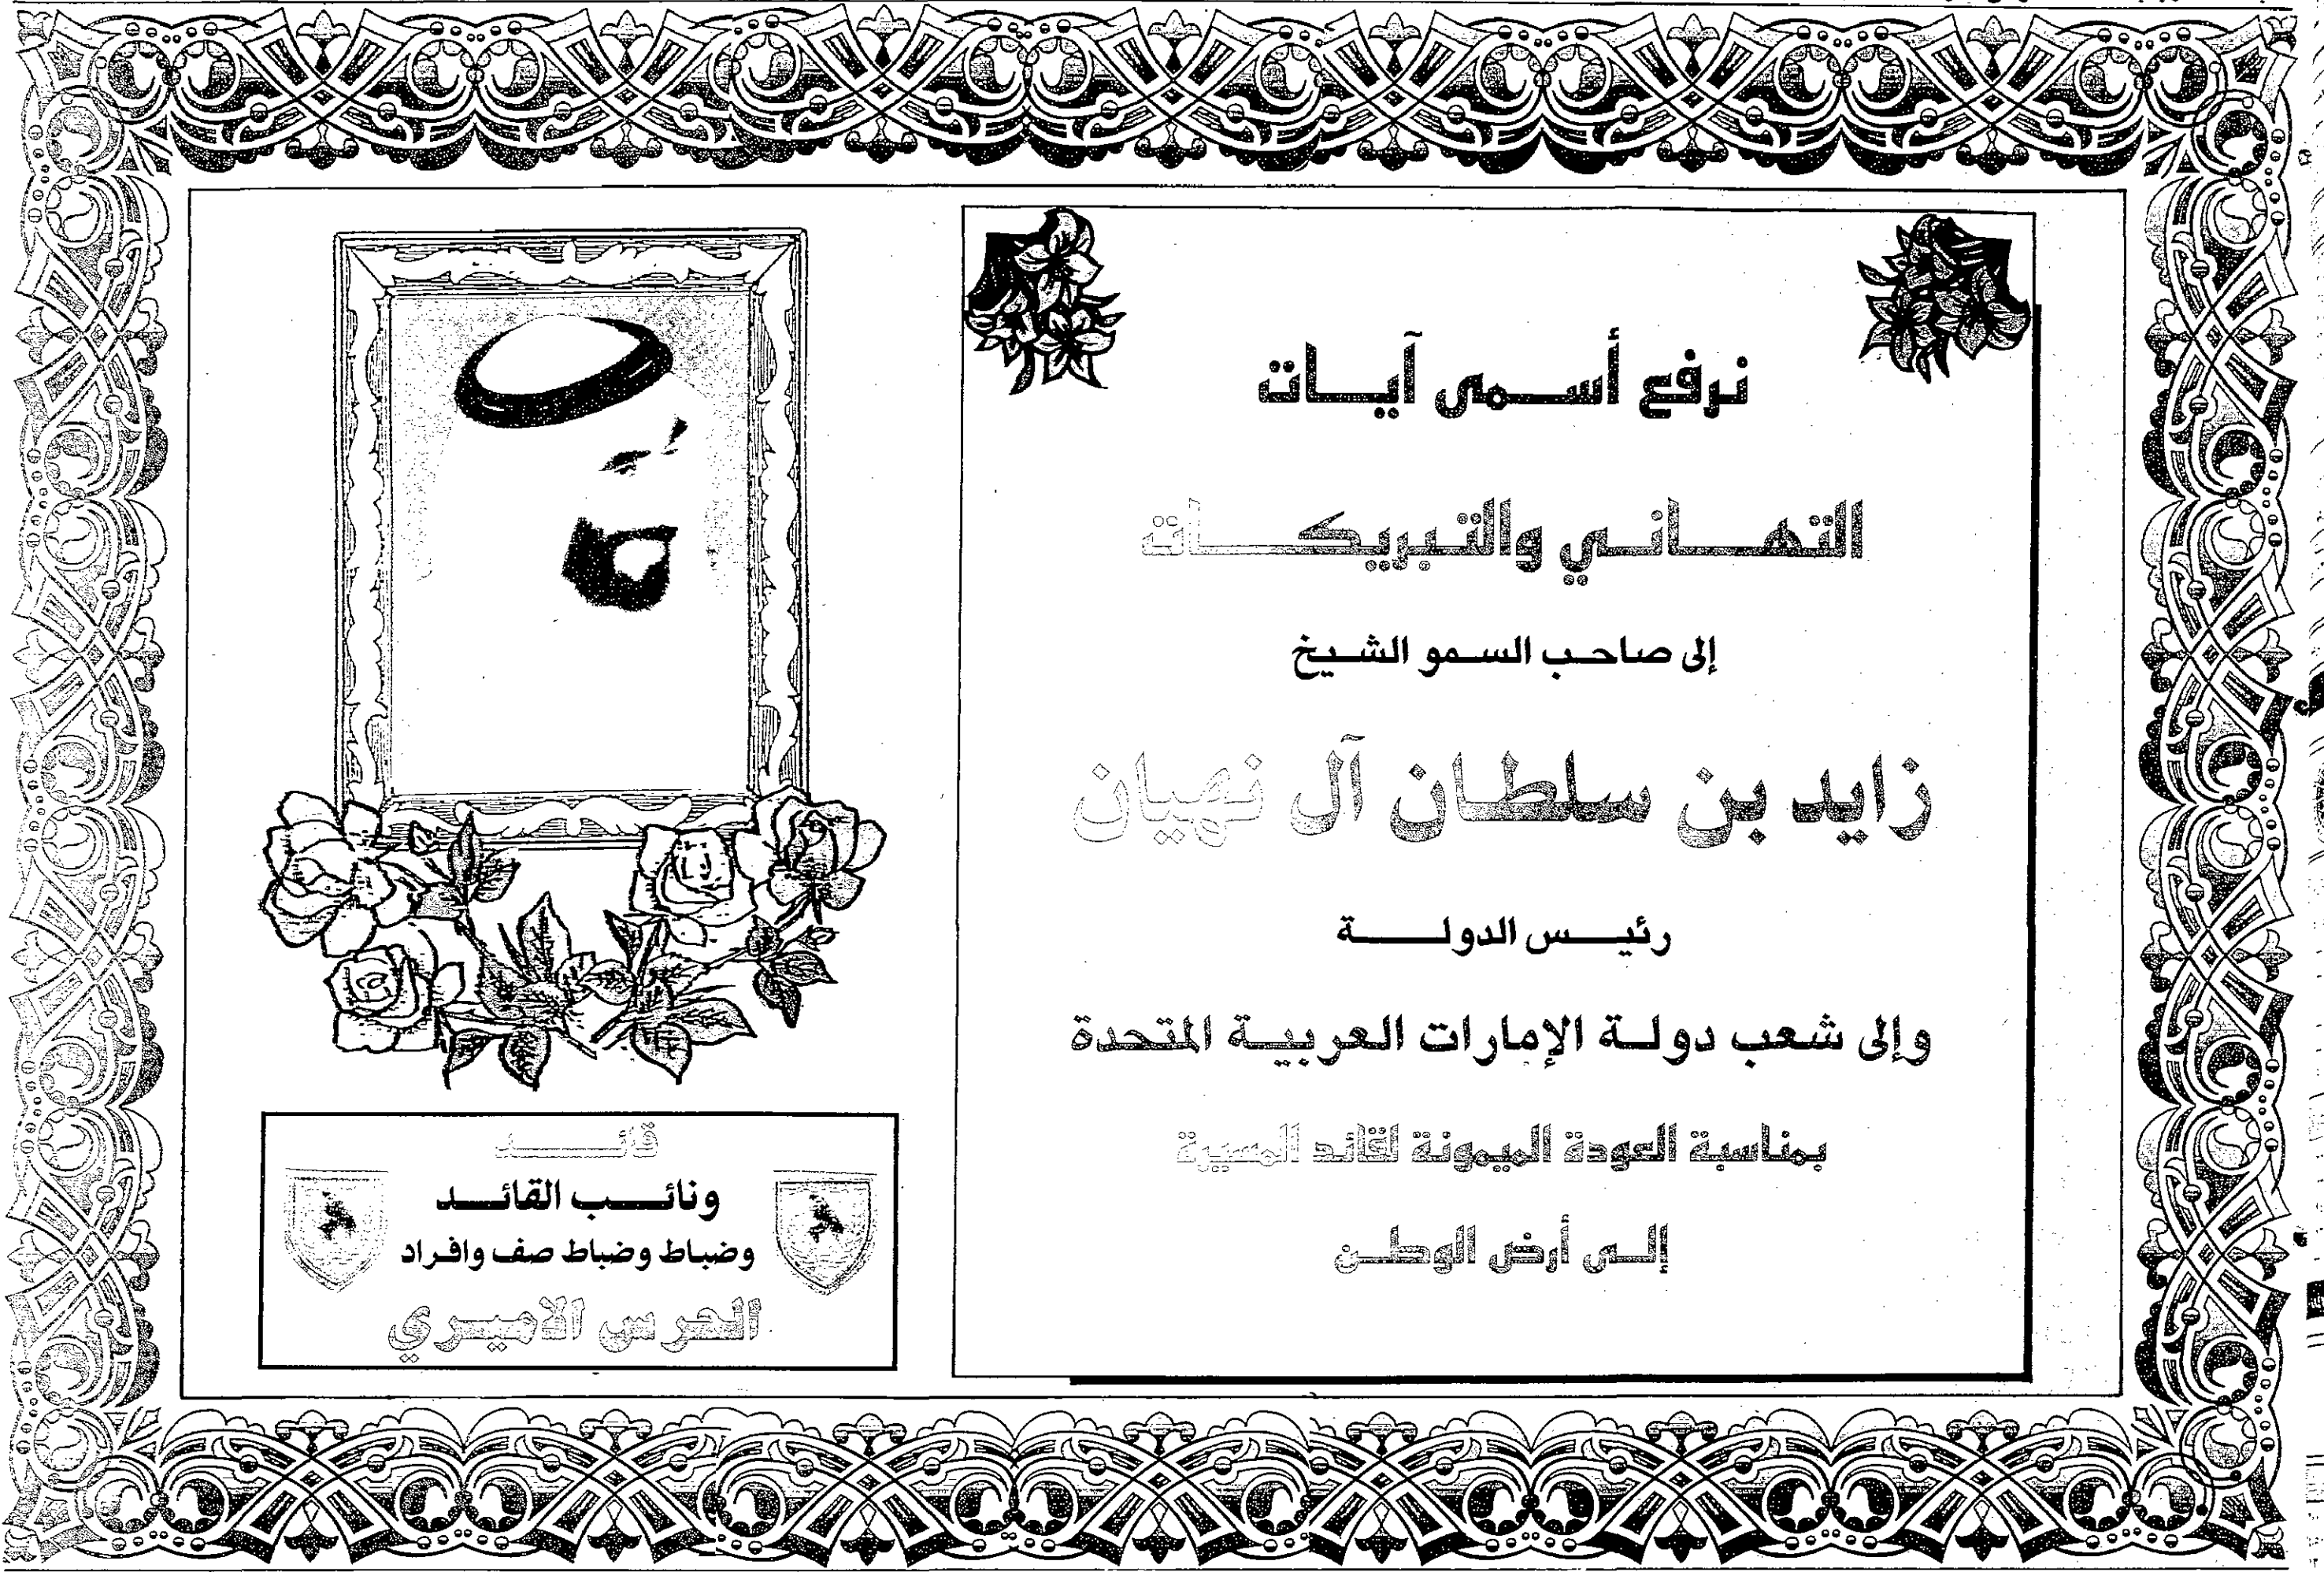 نرفع أسمى آيات
التهاني والتبريكات
إلى صاحب السمو الشيخ
زايد بن سلطان آل نهيان
رئيس الدولة
وإلى شعب دولة الإمارات العربية المتحدة
بمناسبة العودة الميمونة لقائد المسيرة
إلى أرض الوطن
قائد
ونائب القائد
وضباط وضباط صف وافراد
الحرس الاميري